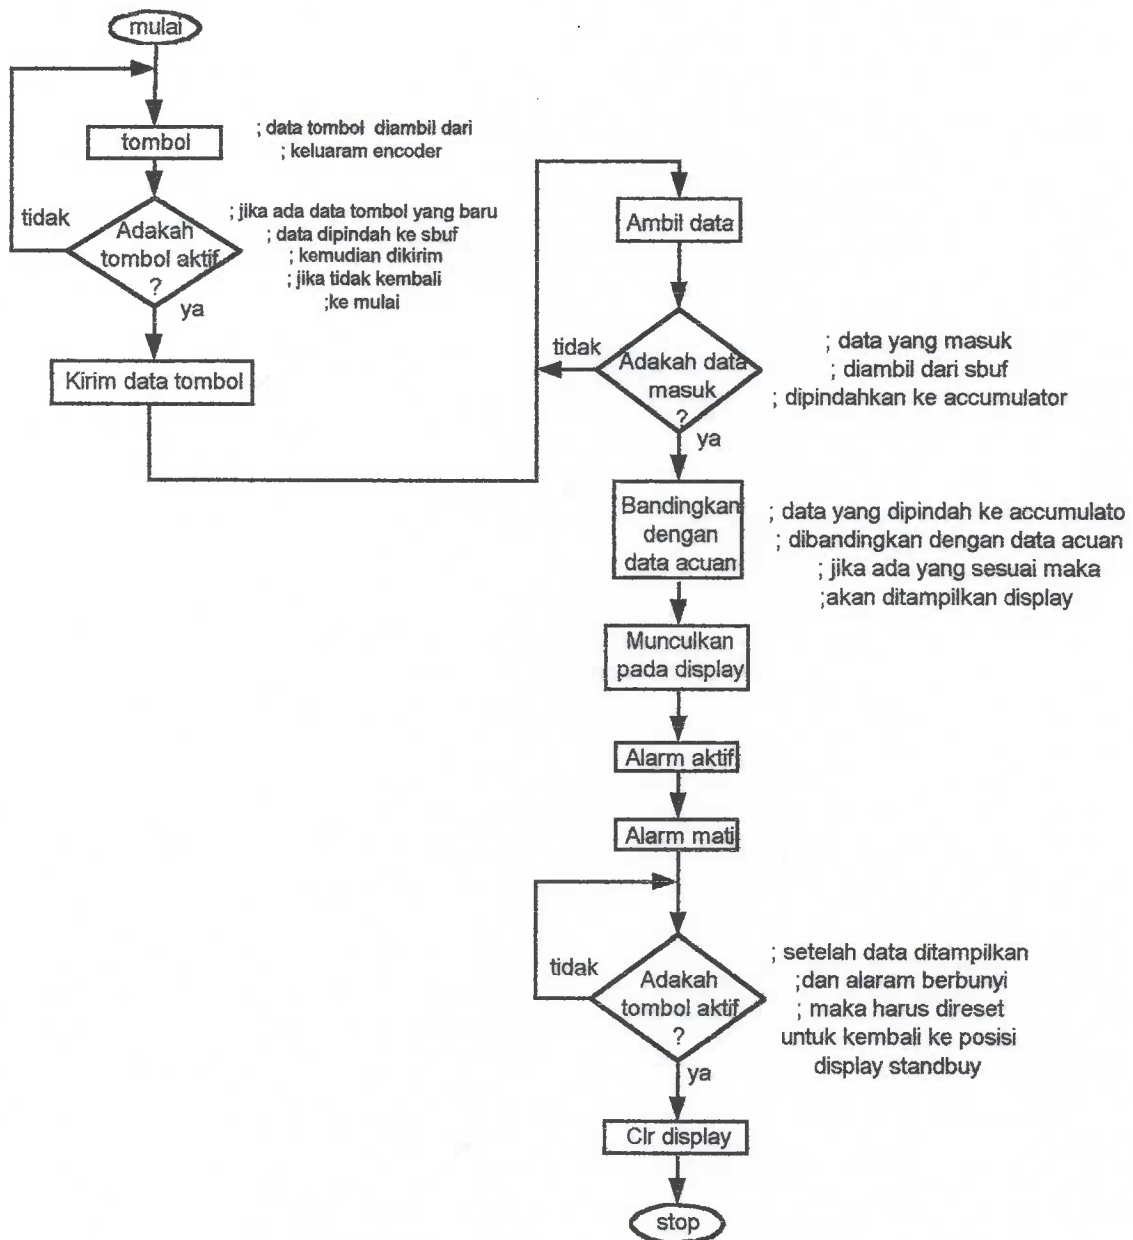 mulai
tombol
; data tombol diambil dari
; keluaram encoder
tidak
Adakah
tombol aktif
?
ya
; jika ada data tombol yang baru
; data dipindah ke sbuf
; kemudian dikirim
; jika tidak kembali
;ke mulai
Kirim data tombol
Ambil data
tidak
Adakah data
masuk
?
ya
; data yang masuk
; diambil dari sbuf
; dipindahkan ke accumulator
Bandingkan
dengan
data acuan
; data yang dipindah ke accumulato
; dibandingkan dengan data acuan
; jika ada yang sesuai maka
;akan ditampilkan display
Munculkan
pada display
Alarm aktif
Alarm mati
tidak
Adakah
tombol aktif
?
ya
; setelah data ditampilkan
;dan alaram berbunyi
; maka harus direset
untuk kembali ke posisi
display standbuy
Clr display
stop